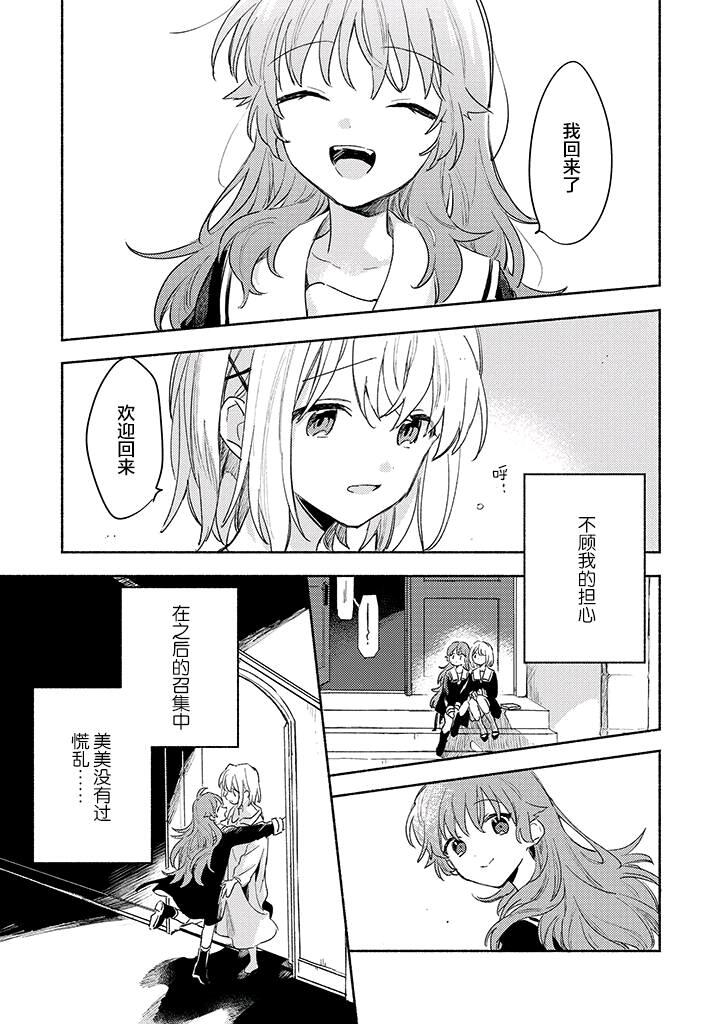 我回来了
欢迎回来
呼…
不顾我的担心
…
在之后的召集中
美美没有过
慌乱……